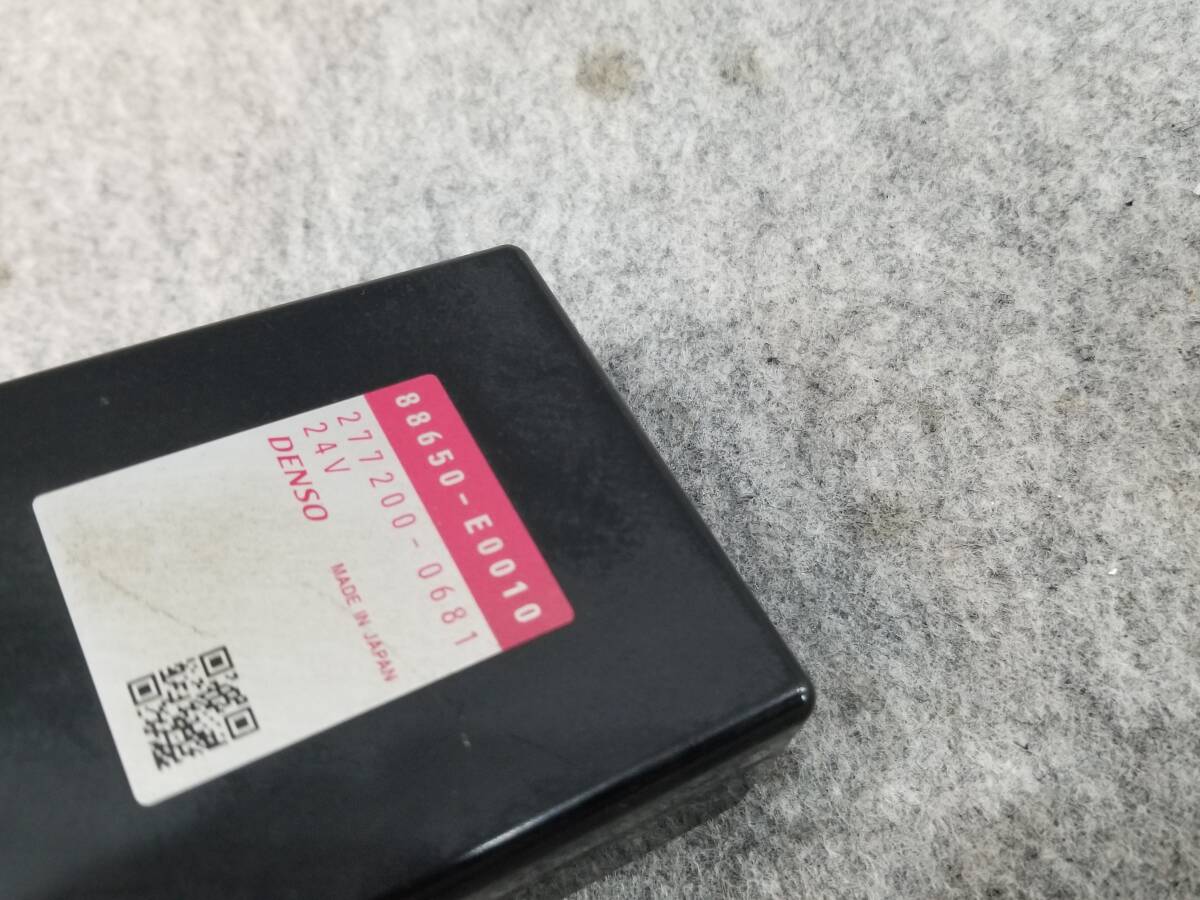 88650-E0010
277200-0681
24V
DENSO
MADE IN JAPAN